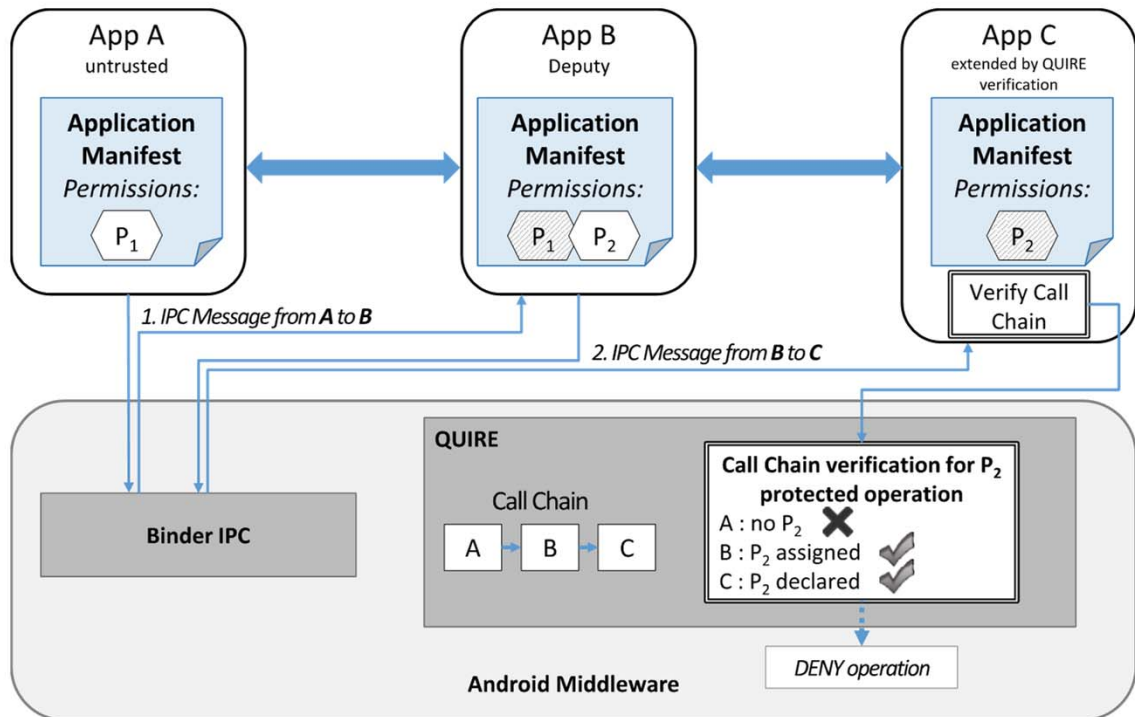 App A
untrusted
Application
Manifest
Permissions:
P₁
App B
Deputy
Application
Manifest
Permissions:
P₁
P₂
App C
extended by QUIRE
verification
Application
Manifest
Permissions:
P₂
Verify Call
Chain
1. IPC Message from A to B
2. IPC Message from B to C
Binder IPC
QUIRE
Call Chain
A
B
C
Call Chain verification for P₂
protected operation
A : no P₂
B : P₂ assigned
C : P₂ declared
DENY operation
Android Middleware